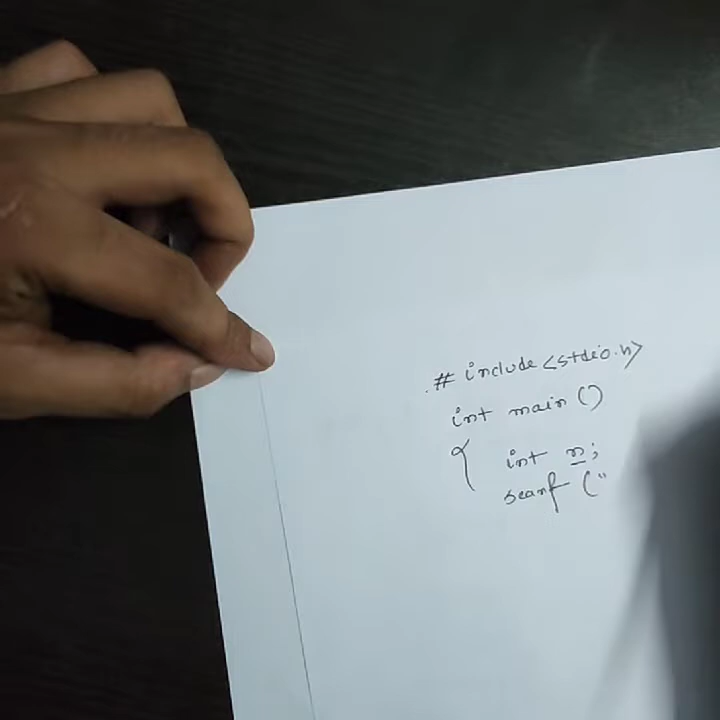 # include <stdio.h>
int main ()
{ int n;
scanf ("